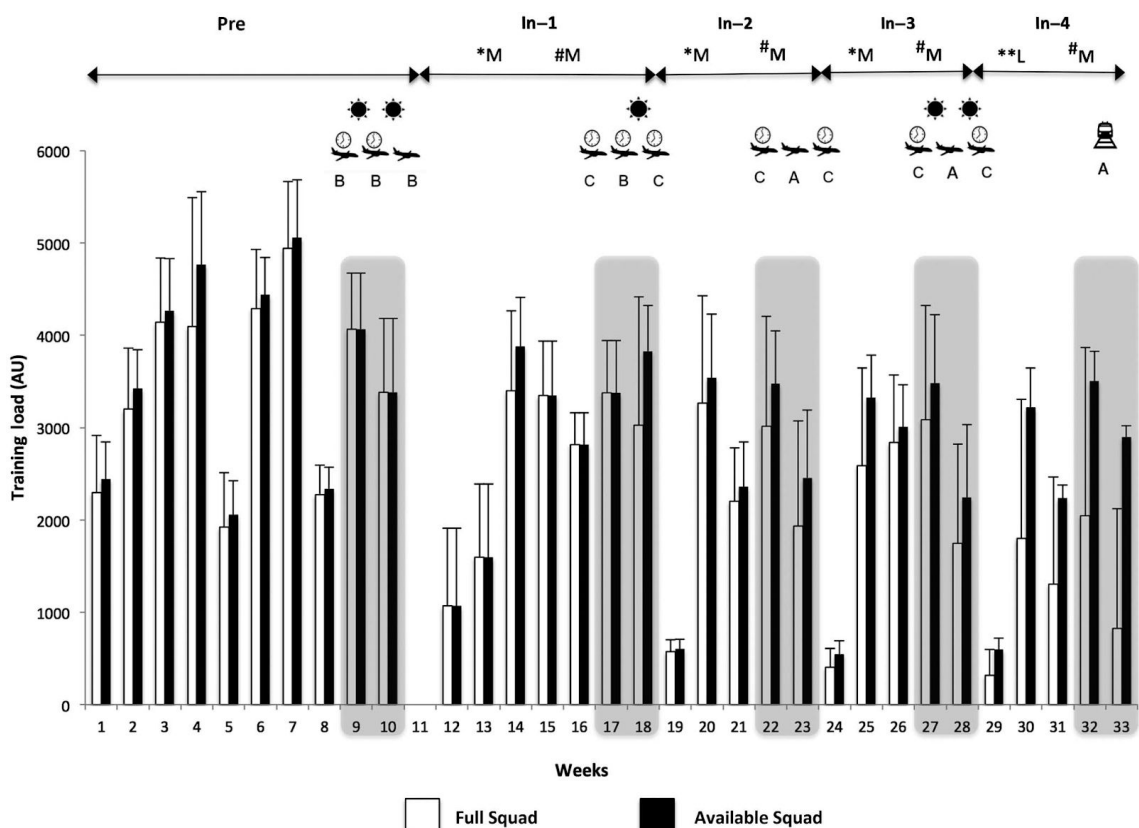 Pre In–1 In–2 In–3 In–4
*M #M *M #M *M #M **L #M
B B B C B C C A C C A C A
6000
5000
4000
3000
2000
1000
0
Training load (AU)
1 2 3 4 5 6 7 8 9 10 11 12 13 14 15 16 17 18 19 20 21 22 23 24 25 26 27 28 29 30 31 32 33
Weeks
Full Squad Available Squad